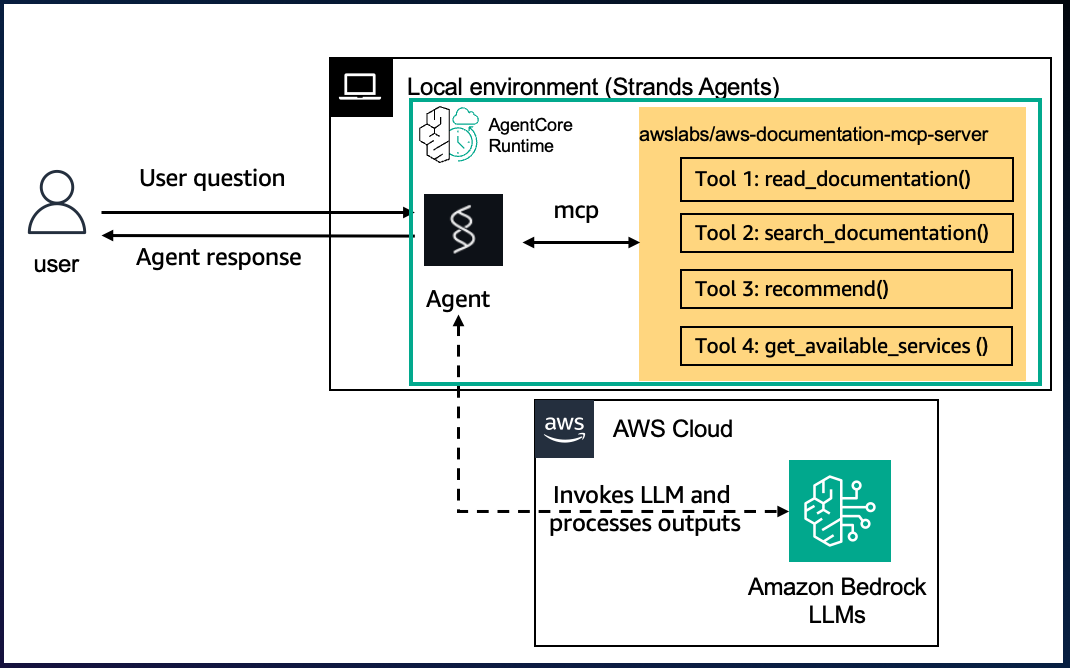 Local environment (Strands Agents)
AgentCore
Runtime
awslabs/aws-documentation-mcp-server
Tool 1: read_documentation()
Tool 2: search_documentation()
Tool 3: recommend()
Tool 4: get_available_services ()
User question
Agent response
user
mcp
Agent
aws
AWS Cloud
Invokes LLM and
processes outputs
Amazon Bedrock
LLMs